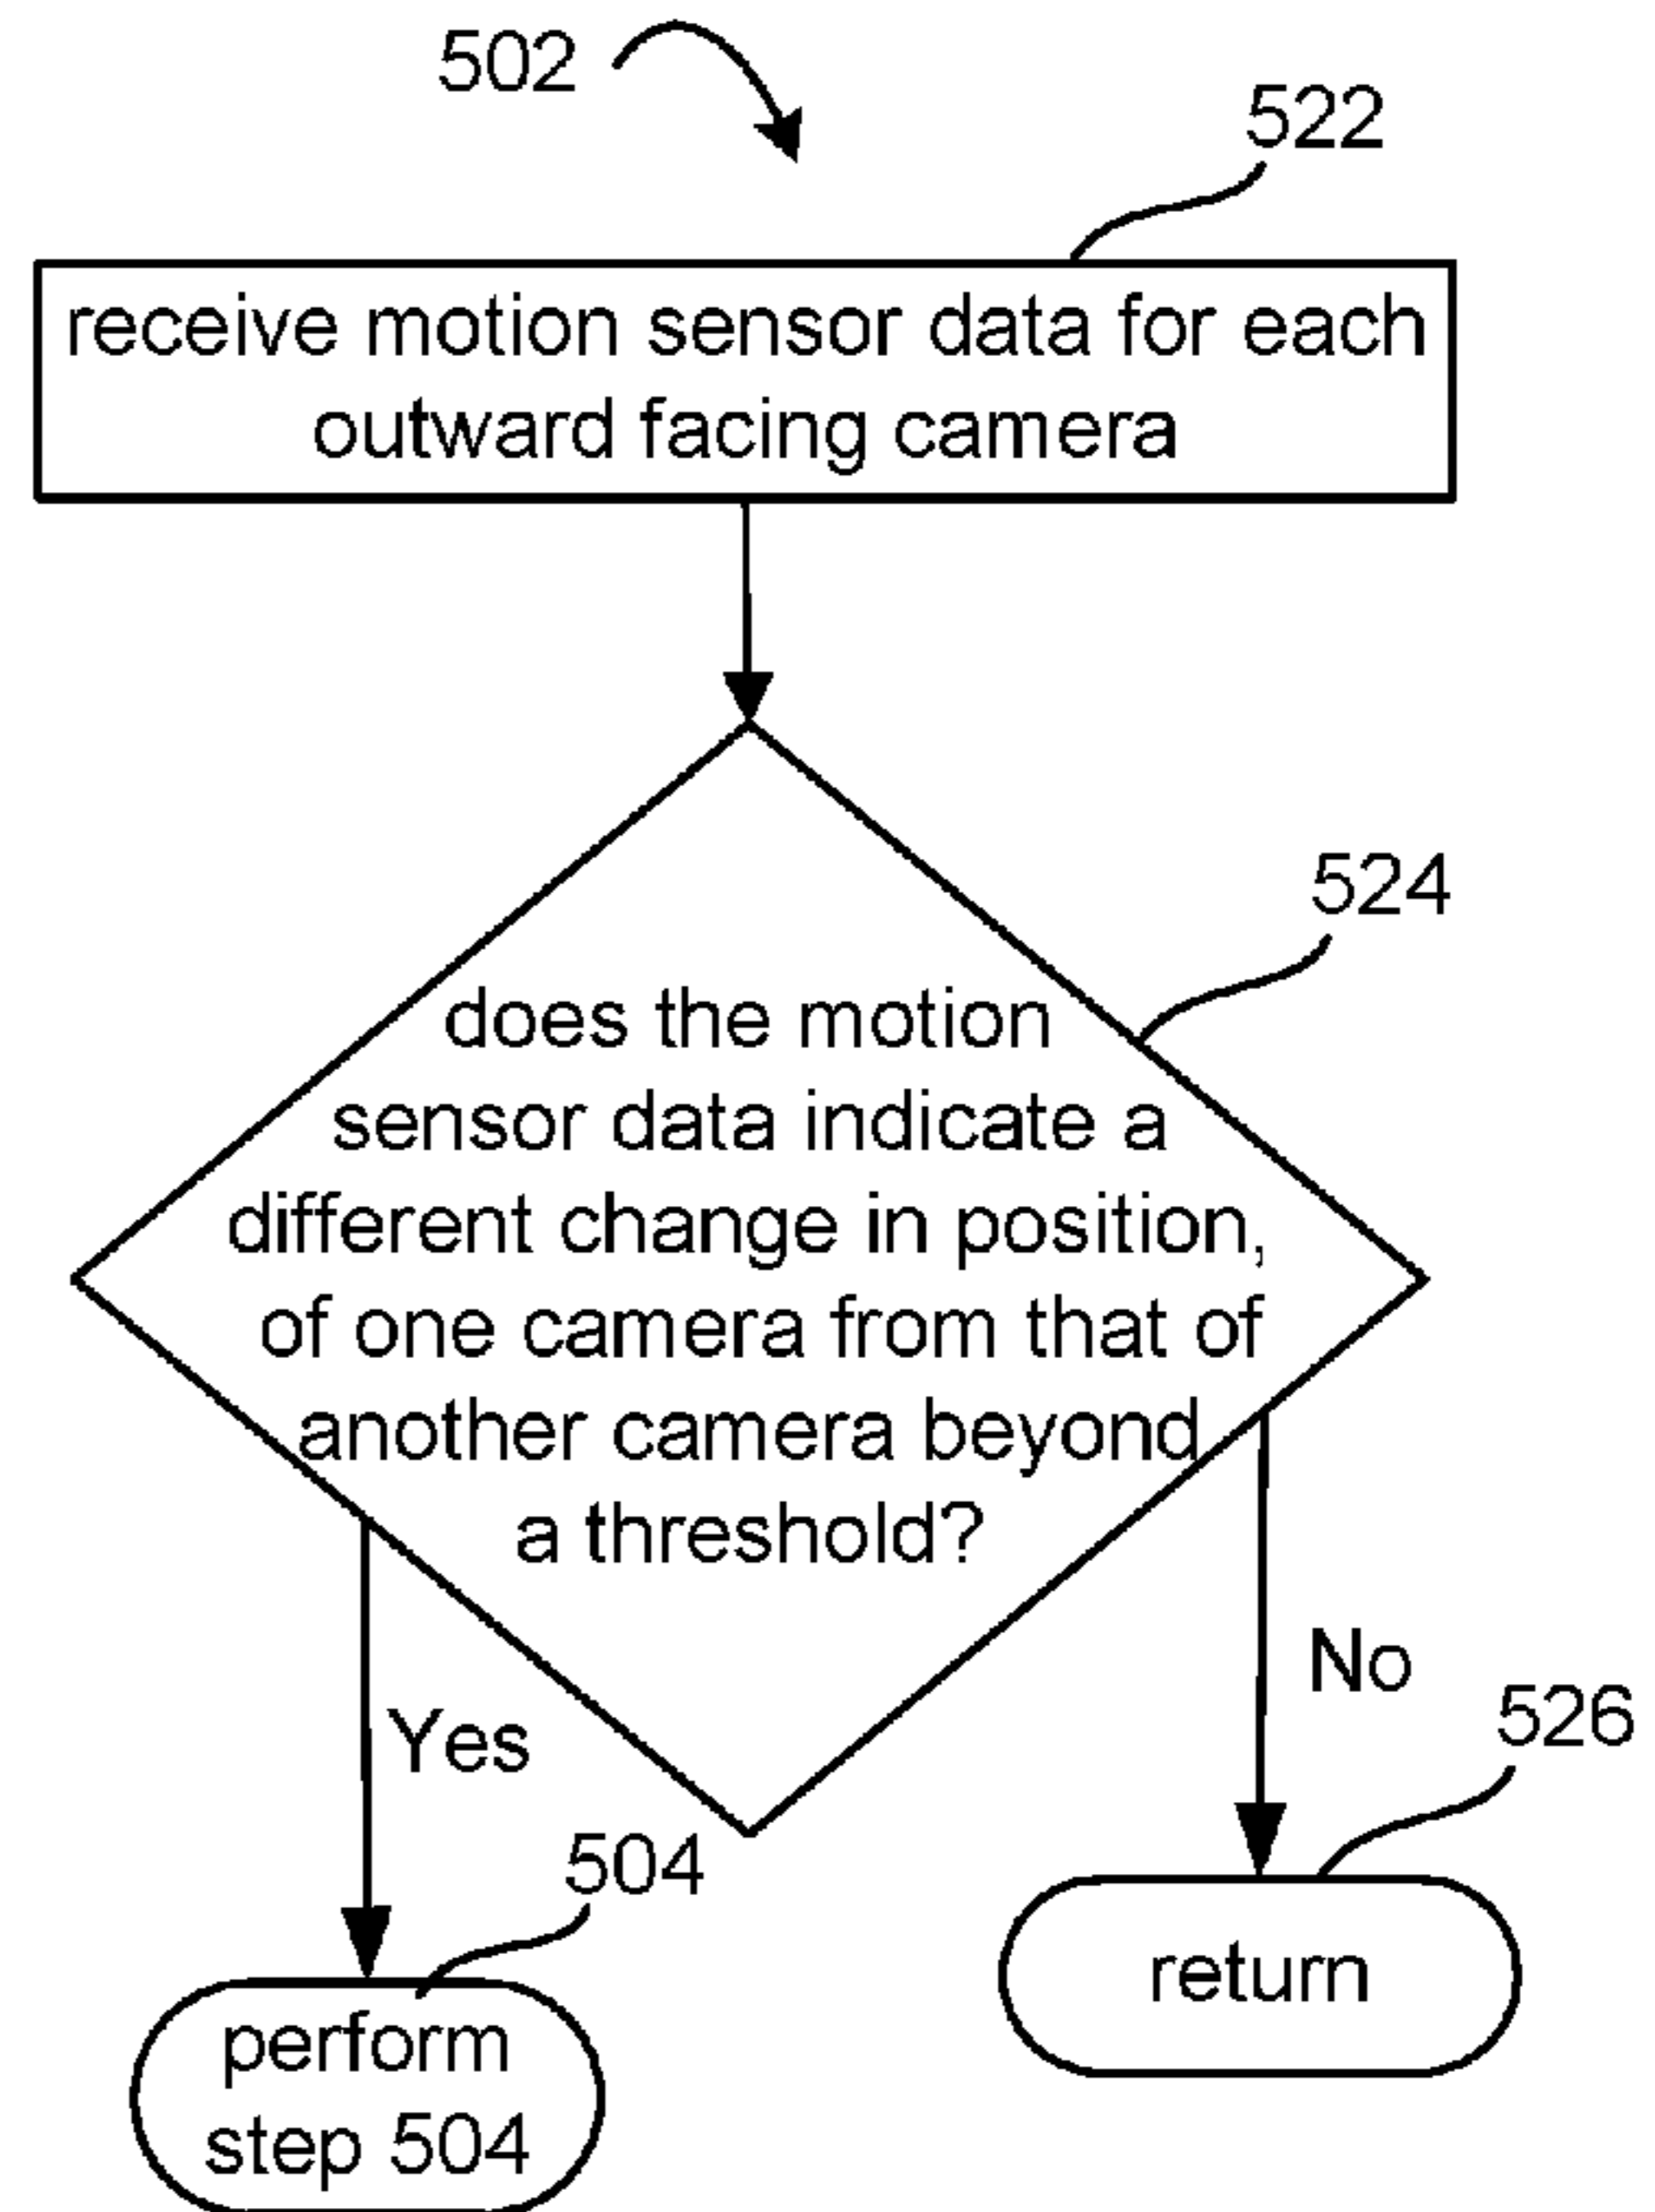 502
522
receive motion sensor data for each
outward facing camera
524
does the motion
sensor data indicate a
different change in position,
of one camera from that of
another camera beyond
a threshold?
Yes
No
526
504
return
perform
step 504